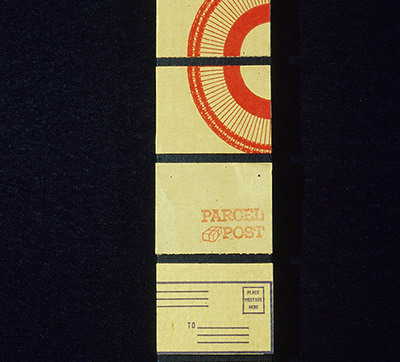 PARCEL
POST
PLACE
POSTAGE
HERE
TO